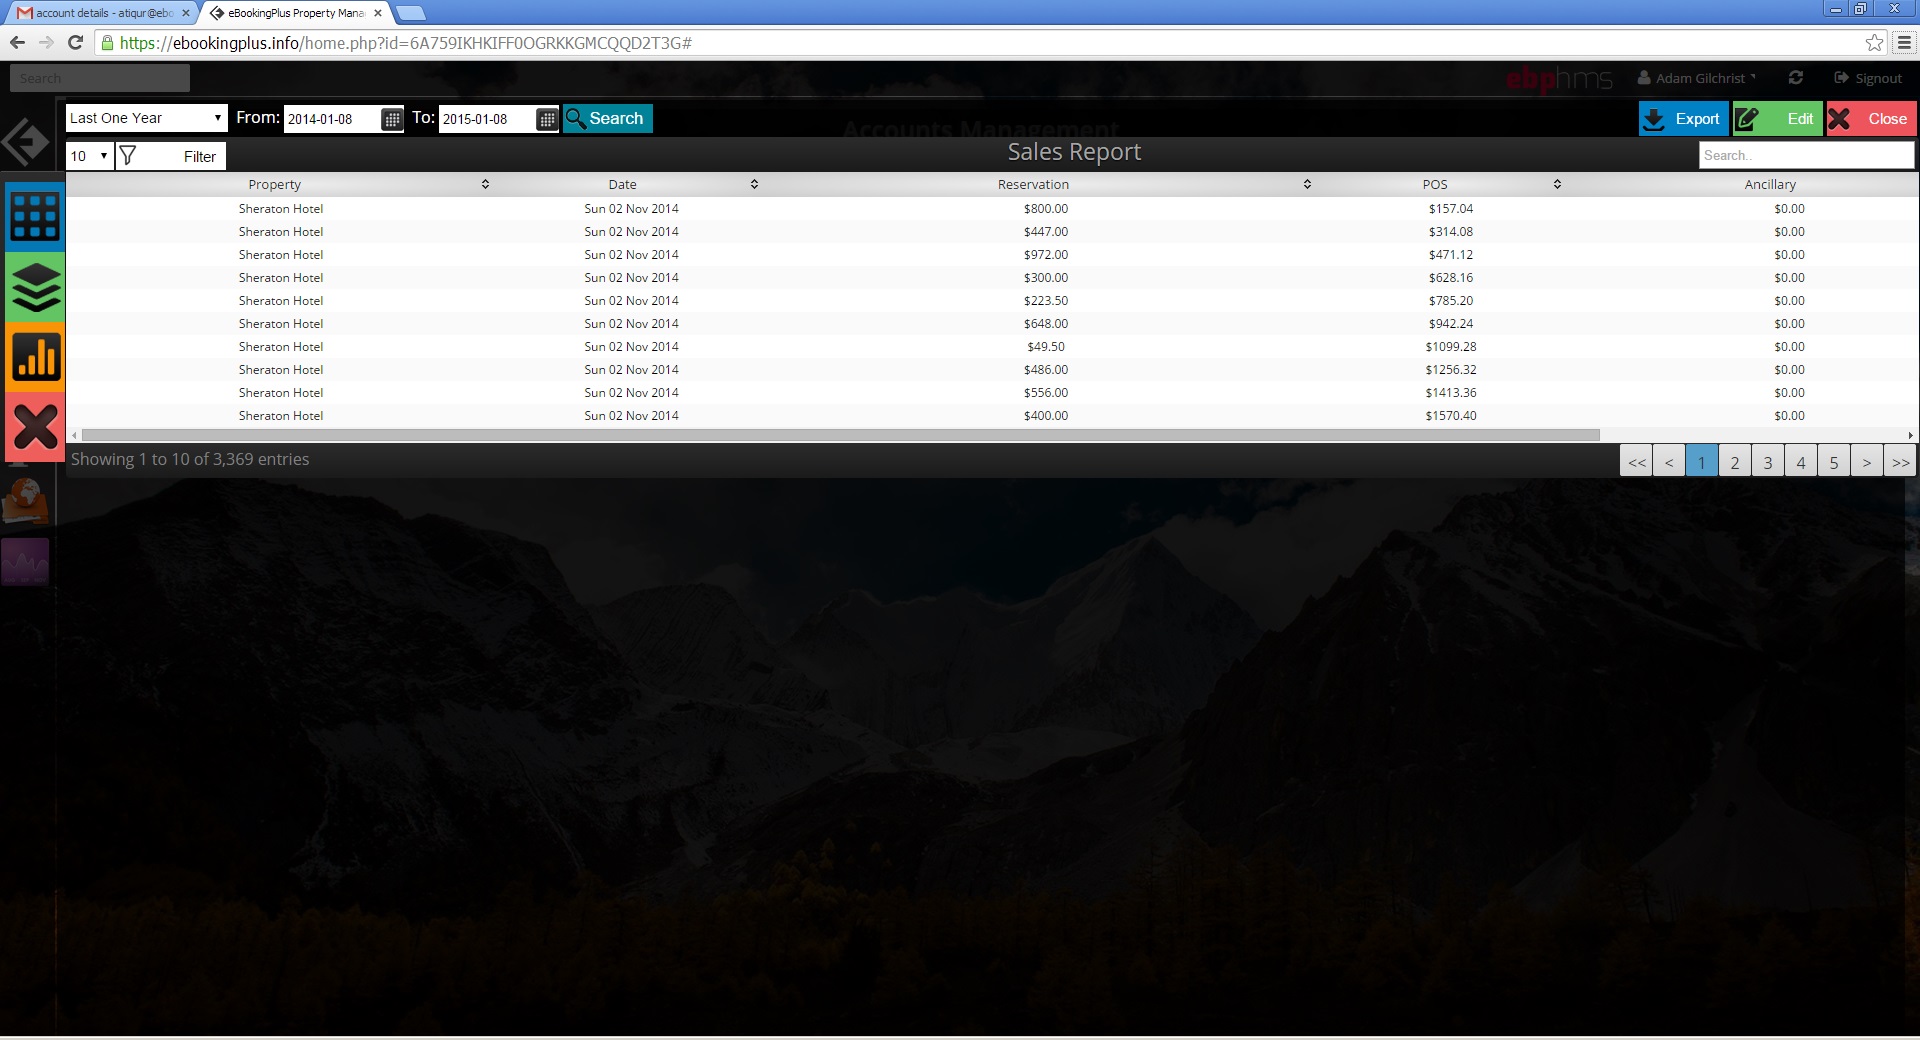 account details - atiqur@ebo
eBookingPlus Property Mana
https://ebookingplus.info/home.php?id=6A759IKHKIFF0OGRKKGMCQQD2T3G#
Search
ebphms
Adam Gilchrist
Signout
Last One Year
From: 2014-01-08
To: 2015-01-08
Search
Export
Edit
Close
Accounts Management
10
Filter
Sales Report
Search..
Property Date Reservation POS Ancillary
Sheraton Hotel Sun 02 Nov 2014 $800.00 $157.04 $0.00
Sheraton Hotel Sun 02 Nov 2014 $447.00 $314.08 $0.00
Sheraton Hotel Sun 02 Nov 2014 $972.00 $471.12 $0.00
Sheraton Hotel Sun 02 Nov 2014 $300.00 $628.16 $0.00
Sheraton Hotel Sun 02 Nov 2014 $223.50 $785.20 $0.00
Sheraton Hotel Sun 02 Nov 2014 $648.00 $942.24 $0.00
Sheraton Hotel Sun 02 Nov 2014 $49.50 $1099.28 $0.00
Sheraton Hotel Sun 02 Nov 2014 $486.00 $1256.32 $0.00
Sheraton Hotel Sun 02 Nov 2014 $556.00 $1413.36 $0.00
Sheraton Hotel Sun 02 Nov 2014 $400.00 $1570.40 $0.00
Showing 1 to 10 of 3,369 entries
<< < 1 2 3 4 5 > >>